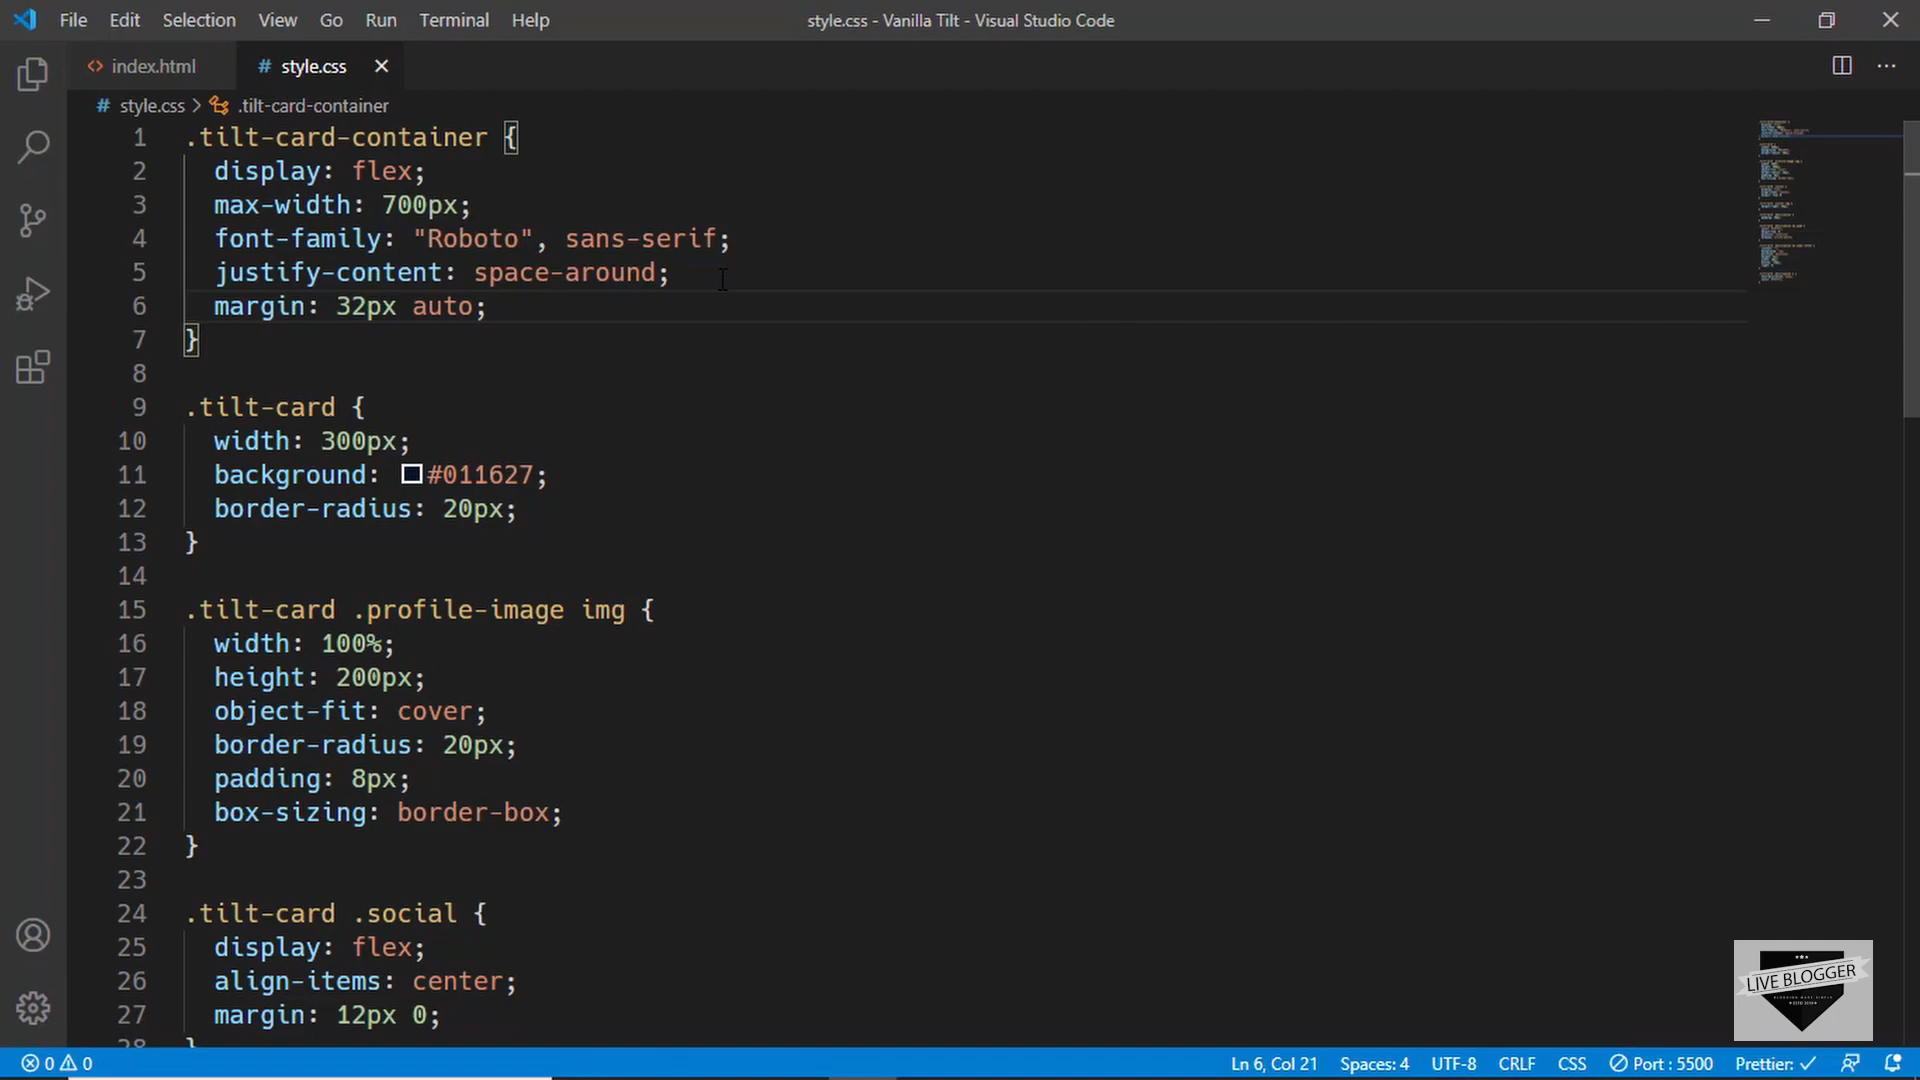 File Edit Selection View Go Run Terminal Help
style.css - Vanilla Tilt - Visual Studio Code
<> index.html
# style.css
# style.css > .tilt-card-container
1 .tilt-card-container {
2 display: flex;
3 max-width: 700px;
4 font-family: "Roboto", sans-serif;
5 justify-content: space-around;
6 margin: 32px auto;
7 }
8
9 .tilt-card {
10 width: 300px;
11 background: #011627;
12 border-radius: 20px;
13 }
14
15 .tilt-card .profile-image img {
16 width: 100%;
17 height: 200px;
18 object-fit: cover;
19 border-radius: 20px;
20 padding: 8px;
21 box-sizing: border-box;
22 }
23
24 .tilt-card .social {
25 display: flex;
26 align-items: center;
27 margin: 12px 0;
28 }
LIVE BLOGGER
0 0 Ln 6, Col 21 Spaces: 4 UTF-8 CRLF CSS Port : 5500 Prettier: ✓